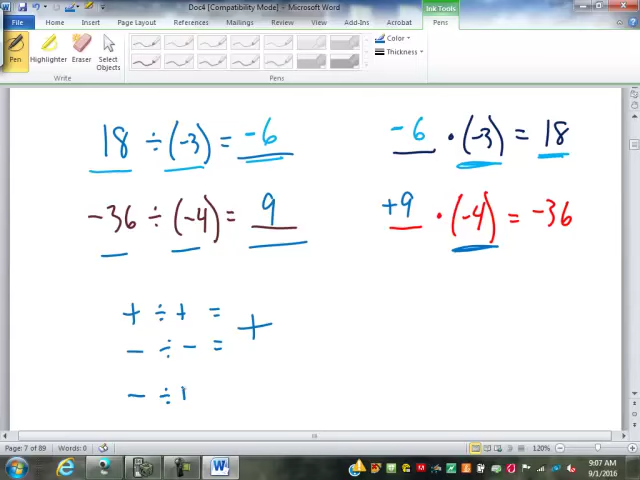 Doc4 [Compatibility Mode] - Microsoft Word
Ink Tools
File Home Insert Page Layout References Mailings Review View Add-Ins Acrobat Pens
Pen Highlighter Eraser Select Objects
Color
Thickness
Write Pens
18 ÷ (-3) = -6
-6 • (-3) = 18
-36 ÷ (-4) = 9
+9 • (-4) = -36
+ ÷ + =
- ÷ - = +
- ÷
Page: 7 of 89 Words: 0 120%
9:07 AM
9/1/2016